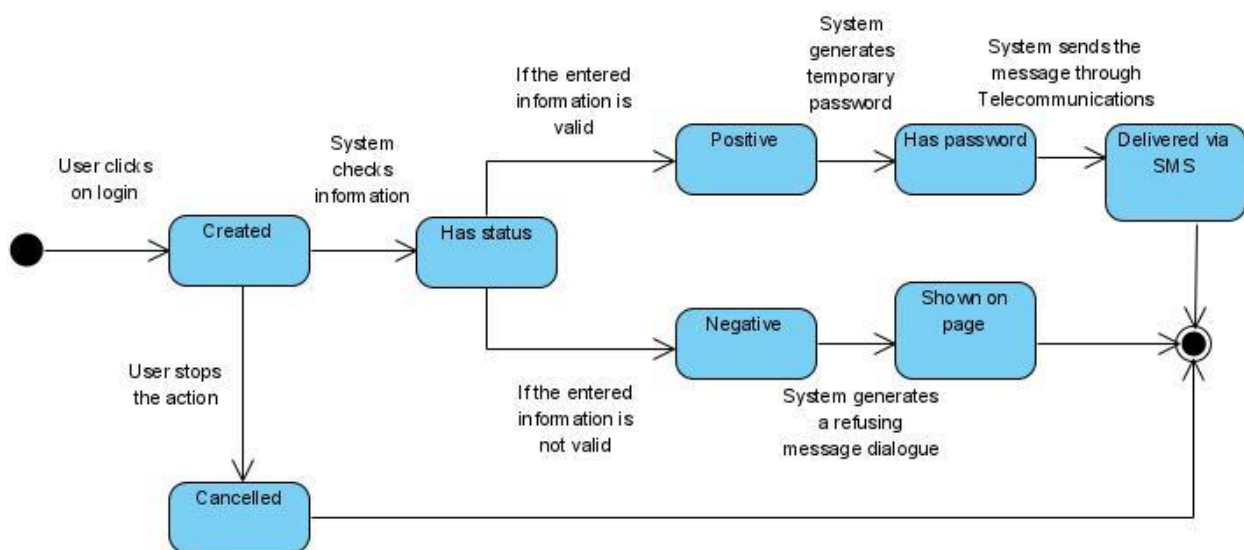 User clicks
on login
Created
System
checks
information
Has status
If the entered
information is
valid
Positive
System
generates
temporary
password
Has password
System sends the
message through
Telecommunications
Delivered via
SMS
If the entered
information is
not valid
Negative
System generates
a refusing
message dialogue
Shown on
page
User stops
the action
Cancelled